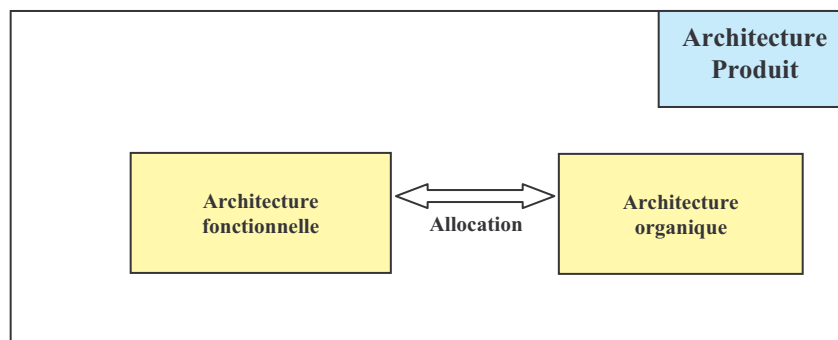 Architecture
Produit
Architecture
fonctionnelle
Allocation
Architecture
organique